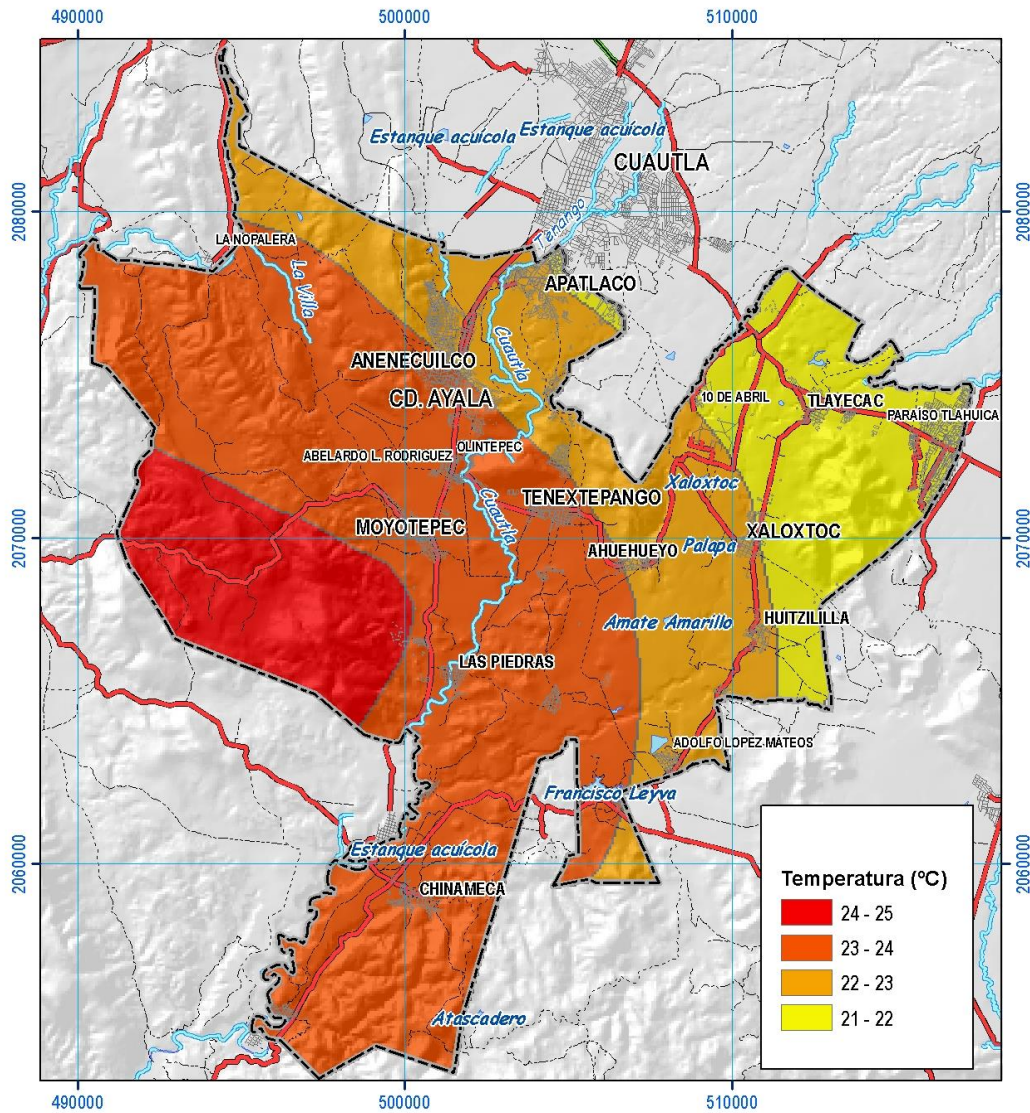 490000
500000
510000
Estanque acuícola
Estanque acuícola
CUAUTLA
2080000
2080000
Tenango
LA NOPALERA
La Villa
APATLACO
Cuautla
ANENECUILCO
CD. AYALA
10 DE ABRIL
TLAYECAC
PARAÍSO TLAHUICA
OLINTEPEC
ABELARDO L. RODRIGUEZ
TENEXTEPANGO
Xaloxtoc
Cuautla
MOYOTEPEC
XALOXTOC
2070000
2070000
AHUEHUEYO
Palapa
Amate Amarillo
HUITZILILLA
LAS PIEDRAS
ADOLFO LOPEZ MATEOS
Francisco Leyva
Estanque acuícola
2060000
2060000
CHINAMECA
Atascadero
Temperatura (ºC)
24 - 25
23 - 24
22 - 23
21 - 22
490000
500000
510000